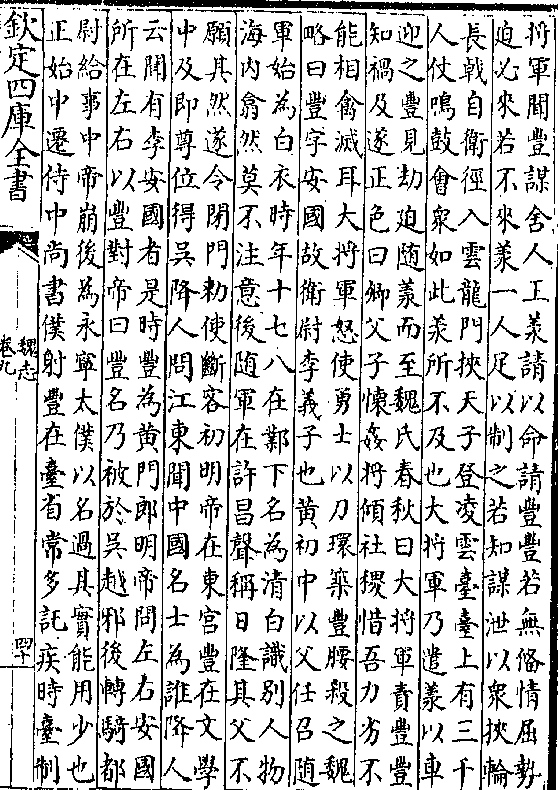 將軍聞豐謀舍人王羕請以命請豐豐若無偹情屈勢
迫必來若不來羕一人足以制之若知謀泄以衆挾輪
長㦸自衛徑入雲龍門挾天子登凌雲臺臺上有三千
人仗鳴鼓會衆如此羕所不及也大將軍乃遣羕以車
迎之豐見劫迫随羕而至魏氏春秋曰大將軍責豐豐
知禍及遂正色曰卿父子懷姦將傾社稷惜吾力劣不
能相禽滅耳大將軍怒使勇士以刀環築豐腰殺之魏
略曰豐字安國故衛尉李義子也黄初中以父任召随
軍始為白衣時年十七八在鄴下名為清白識别人物
海内翕然莫不注意後随軍在許昌聲稱日隆其父不
願其然遂令閉門勑使斷客初明帝在東宫豐在文學
中及即尊位得吳降人問江東聞中國名士為誰降人
云聞有李安國者是時豐為黄門郎明帝問左右安國
所在左右以豐對帝曰豐名乃被於吳越邪後轉騎都
尉給事中帝崩後為永寧太僕以名過其實能用少也
正始中遷侍中尚書僕射豐在臺省常多託疾時臺制
欽定四庫全書
魏志
卷九
四十